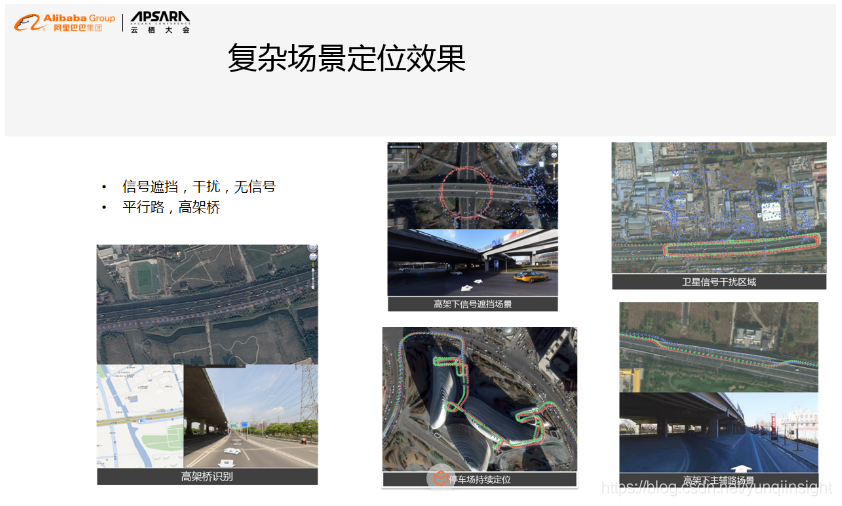 Alibaba Group
阿里巴巴集团
APSARA
APSARA CONFERENCE
云栖大会
复杂场景定位效果
• 信号遮挡，干扰，无信号
• 平行路，高架桥
高架桥识别
高架下信号遮挡场景
停车场持续定位
卫星信号干扰区域
高架下主辅路场景
https://blog.csdn.net/yunqiinsight